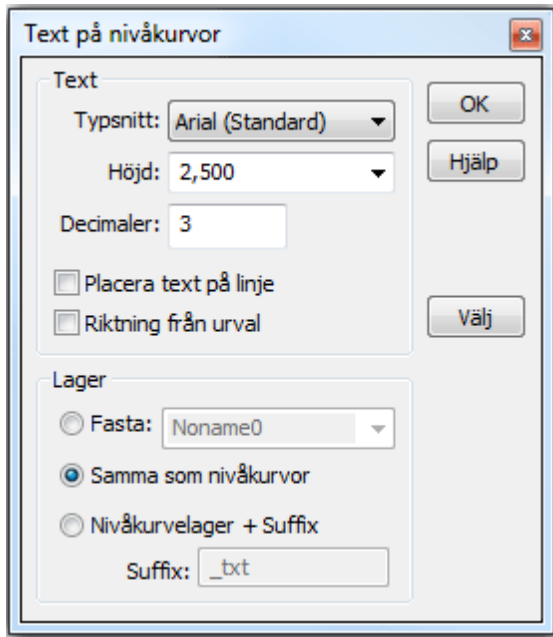 Text på nivåkurvor
Text
Typsnitt: Arial (Standard)
OK
Höjd: 2,500
Hjälp
Decimaler: 3
Placera text på linje
Riktning från urval
Välj
Lager
Fasta: Noname0
Samma som nivåkurvor
Nivåkurvelager + Suffix
Suffix: _txt